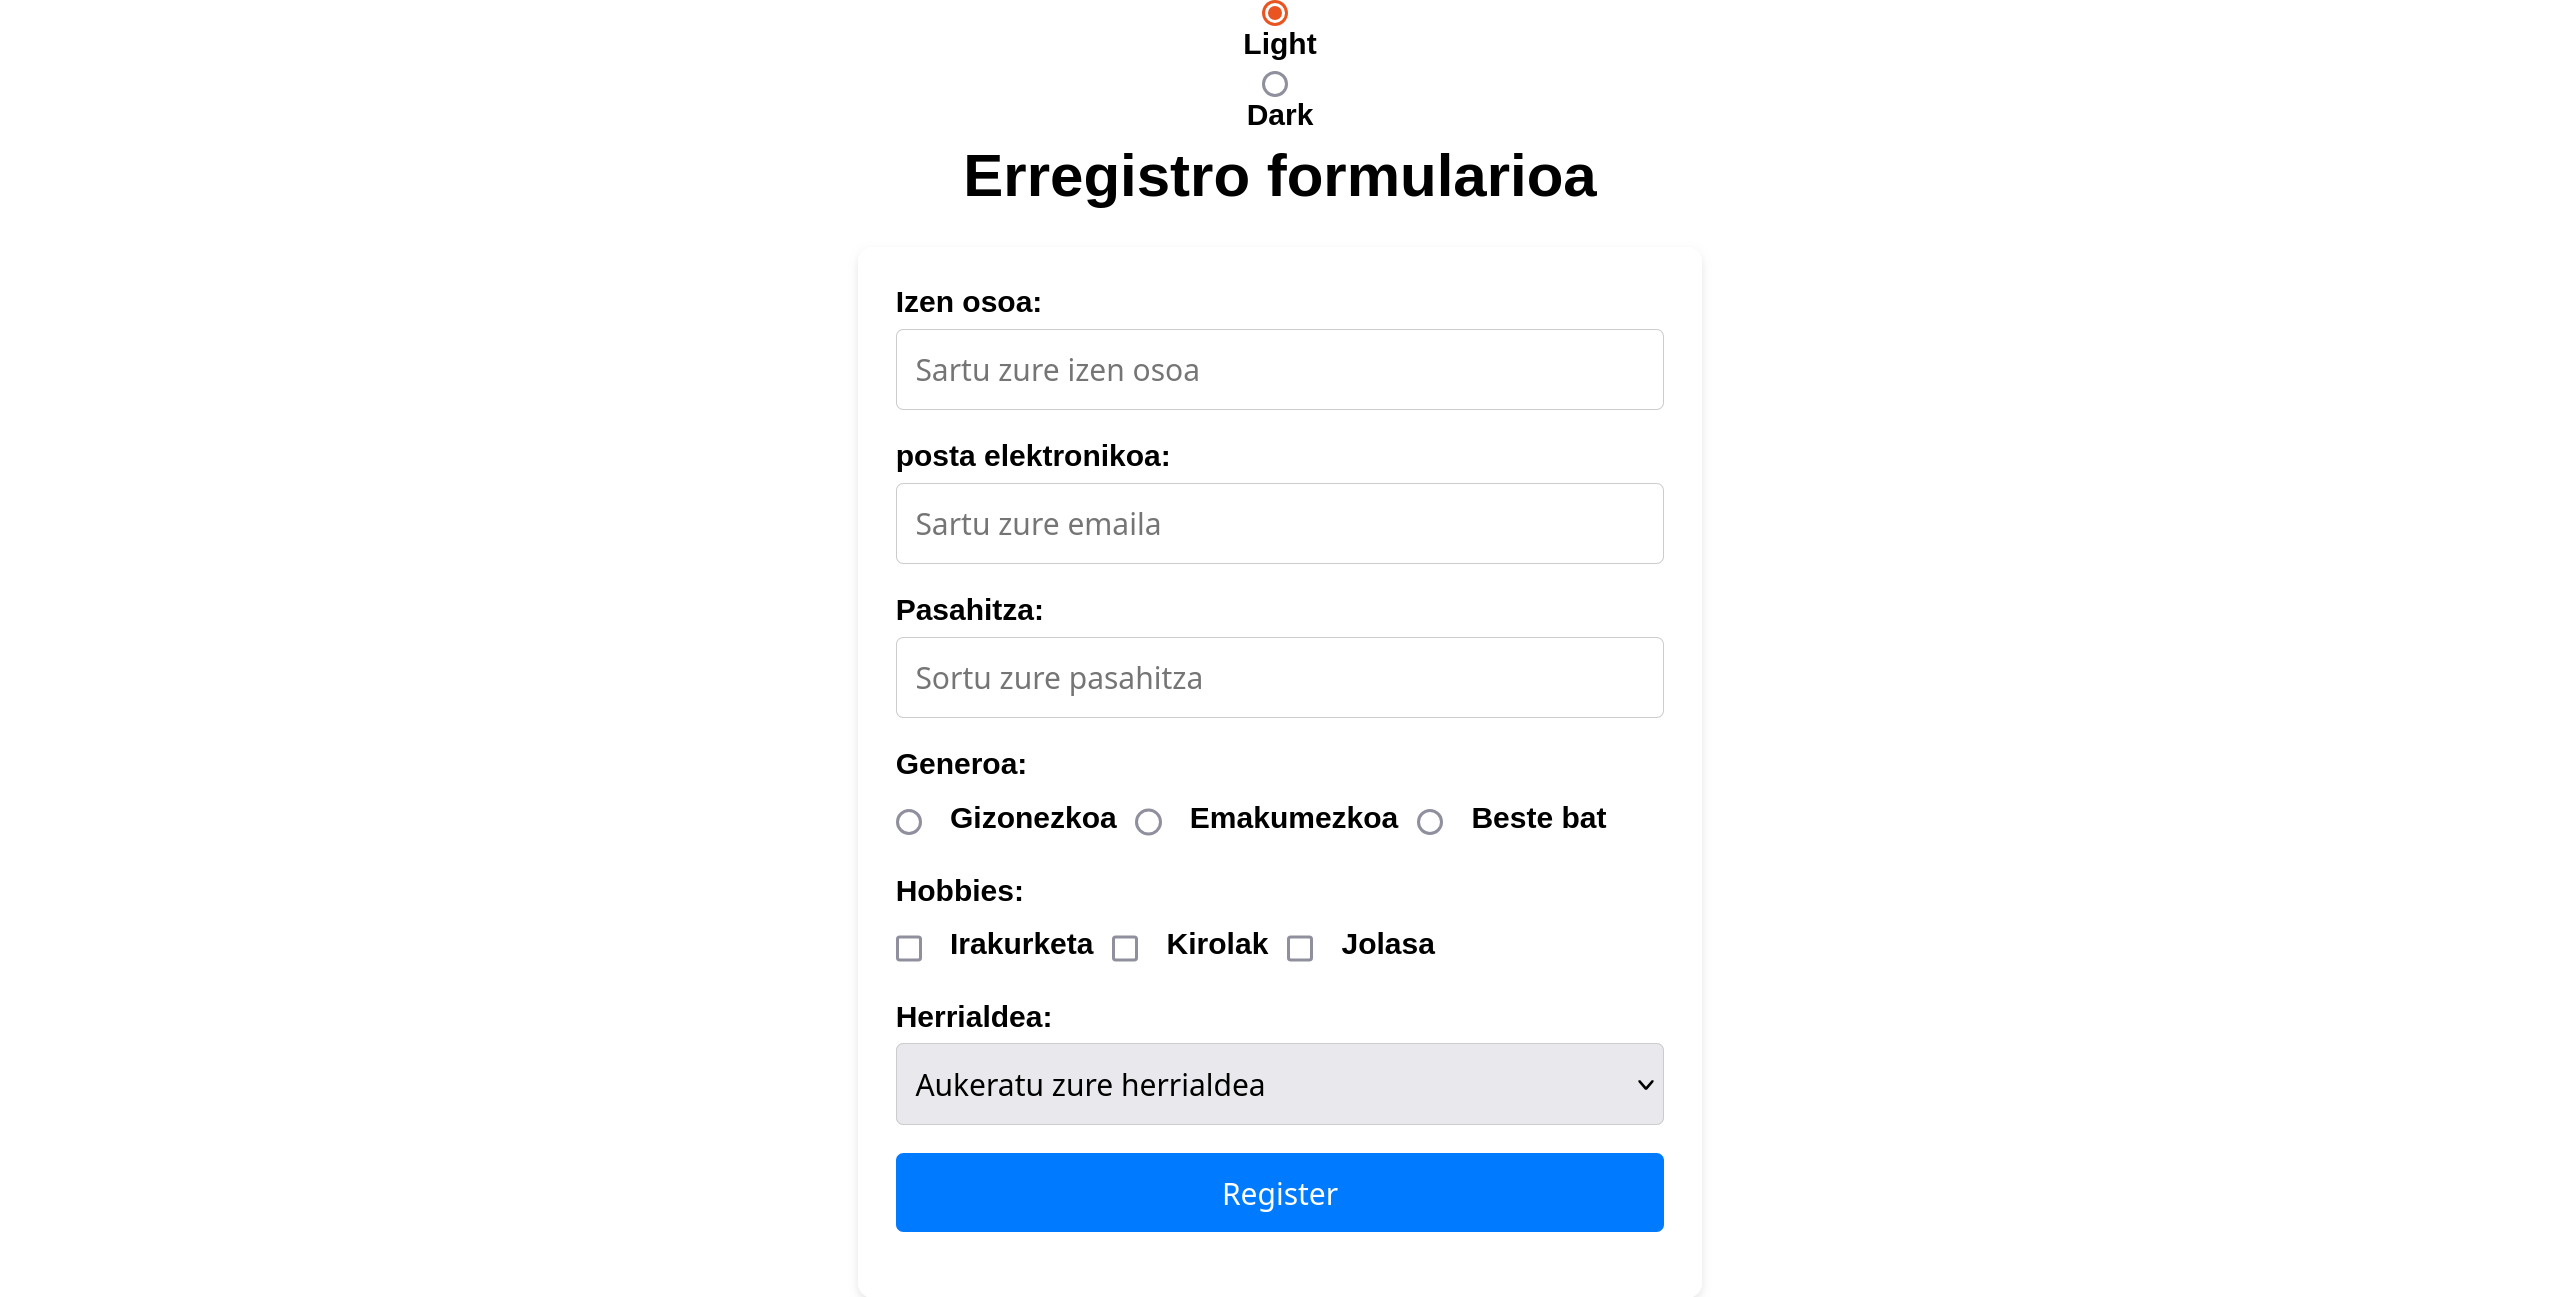 Light
Dark
Erregistro formularioa
Izen osoa:
Sartu zure izen osoa
posta elektronikoa:
Sartu zure emaila
Pasahitza:
Sortu zure pasahitza
Generoa:
Gizonezkoa Emakumezkoa Beste bat
Hobbies:
Irakurketa Kirolak Jolasa
Herrialdea:
Aukeratu zure herrialdea
Register